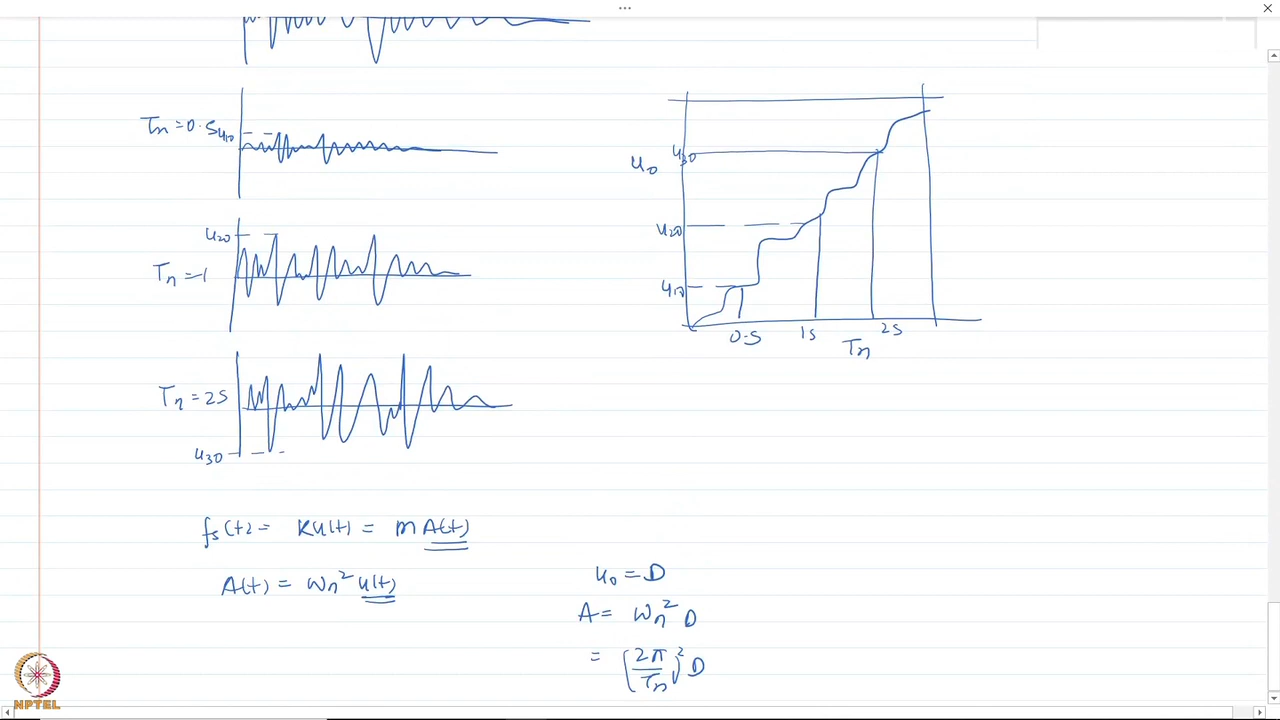 Tn = 0.5
u10
u20
Tn = 1
Tn = 2S
u30
fs(t) = Ku(t) = m A(t)
A(t) = ωn² u(t)
u0
u30
u20
u10
0.5
1s
2s
Tn
u0 = D
A = ωn² D
= (2π/Tn)² D
NPTEL